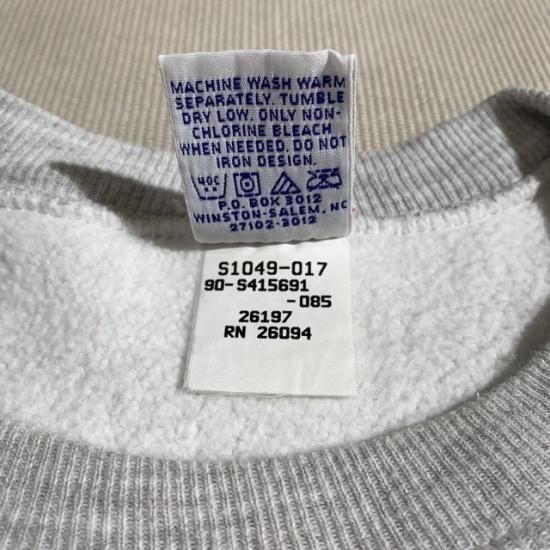 MACHINE WASH WARM
SEPARATELY. TUMBLE
DRY LOW. ONLY NON-
CHLORINE BLEACH
WHEN NEEDED. DO NOT
IRON DESIGN.
40C
P.O. BOX 3012
WINSTON-SALEM, NC
27102-3012
S1049-017
90-S415691
-085
26197
RN 26094